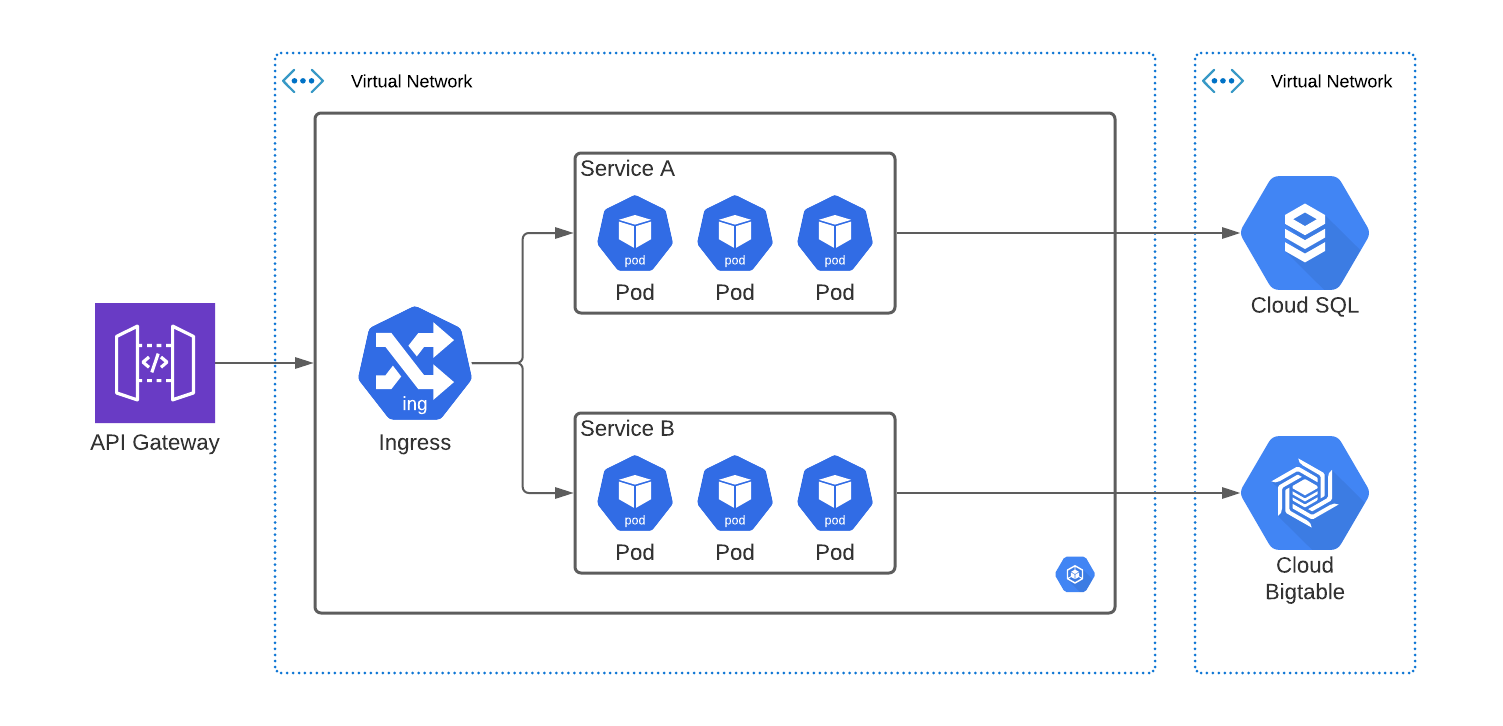 Virtual Network
Virtual Network
Service A
pod
pod
pod
Pod
Pod
Pod
Cloud SQL
ing
API Gateway
Ingress
Service B
pod
pod
pod
Pod
Pod
Pod
Cloud
Bigtable